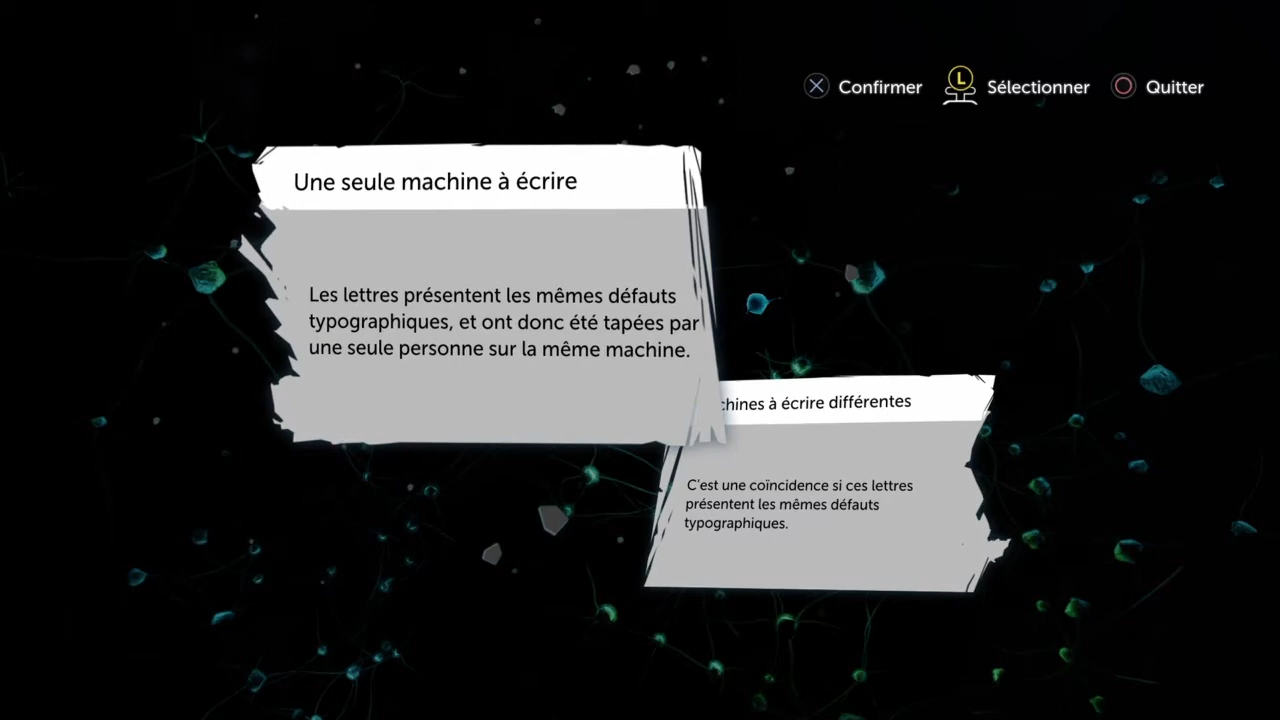 Confirmer L Sélectionner Quitter
Une seule machine à écrire
Les lettres présentent les mêmes défauts
typographiques, et ont donc été tapées par
une seule personne sur la même machine.
à écrire différentes
C'est une coïncidence si ces lettres
présentent les mêmes défauts
typographiques.